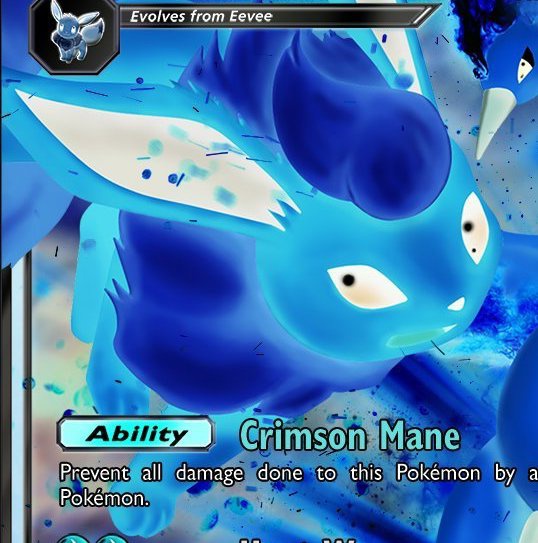 Evolves from Eevee
Ability Crimson Mane
Prevent all damage done to this Pokémon by a
Pokémon.